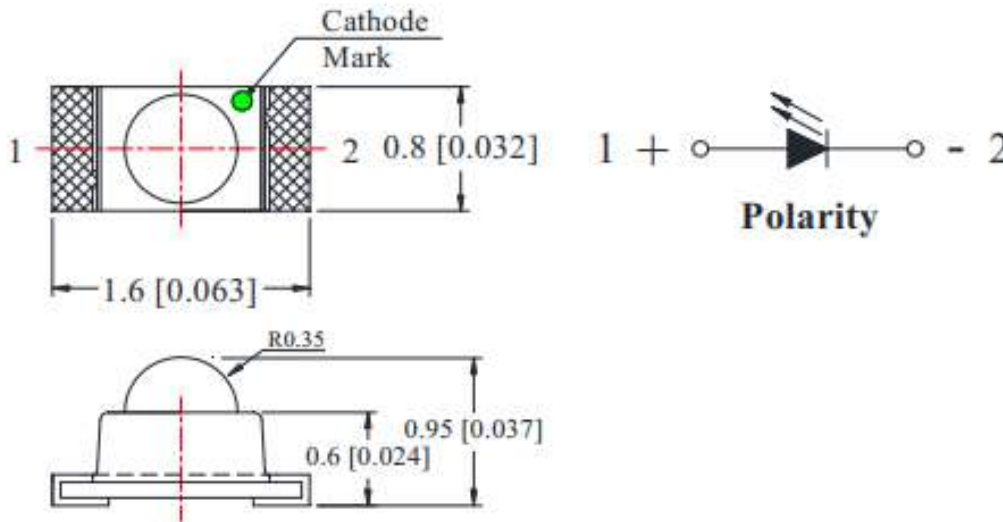 Cathode
Mark
1
2
0.8 [0.032]
1 + - 2
Polarity
1.6 [0.063]
R0.35
0.95 [0.037]
0.6 [0.024]